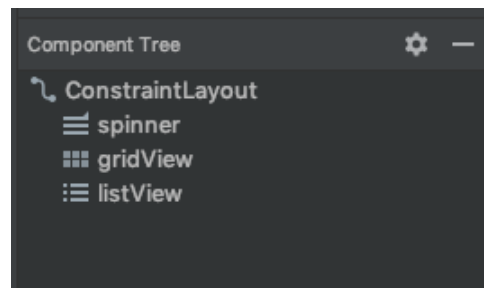 Component Tree
ConstraintLayout
spinner
gridView
listView